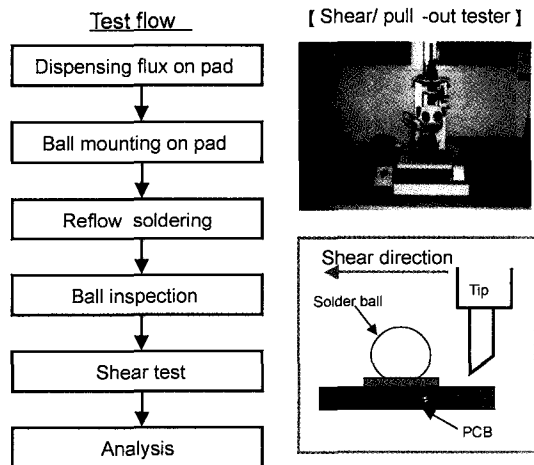 Test flow
Dispensing flux on pad
Ball mounting on pad
Reflow soldering
Ball inspection
Shear test
Analysis
[ Shear/ pull -out tester ]
Shear direction
Tip
Solder ball
PCB